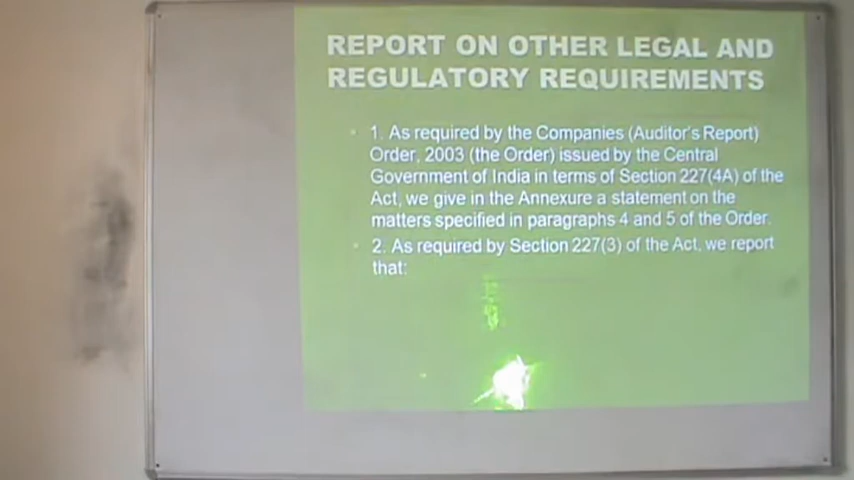 REPORT ON OTHER LEGAL AND
REGULATORY REQUIREMENTS
1. As required by the Companies (Auditor's Report)
Order, 2003 (the Order) issued by the Central
Government of India in terms of Section 227(4A) of the
Act, we give in the Annexure a statement on the
matters specified in paragraphs 4 and 5 of the Order.
2. As required by Section 227(3) of the Act, we report
that: